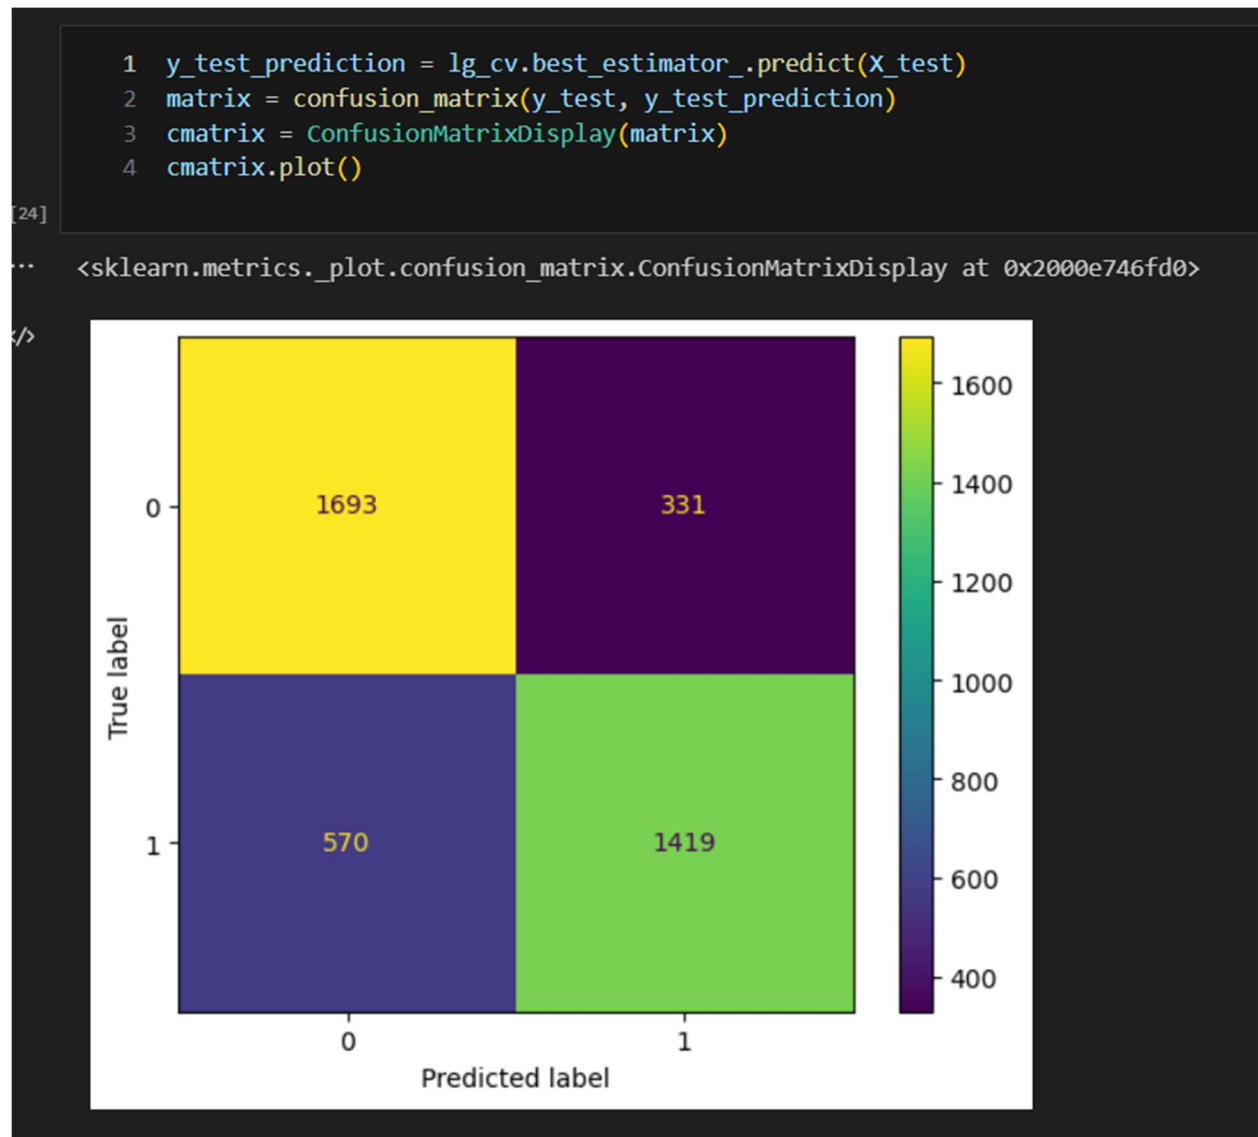 1 y_test_prediction = lg_cv.best_estimator_.predict(X_test)
2 matrix = confusion_matrix(y_test, y_test_prediction)
3 cmatrix = ConfusionMatrixDisplay(matrix)
4 cmatrix.plot()
[24]
... <sklearn.metrics._plot.confusion_matrix.ConfusionMatrixDisplay at 0x2000e746fd0>
</>
1600
1400
1200
1000
800
600
400
True label
0
1693
331
1
570
1419
0
1
Predicted label